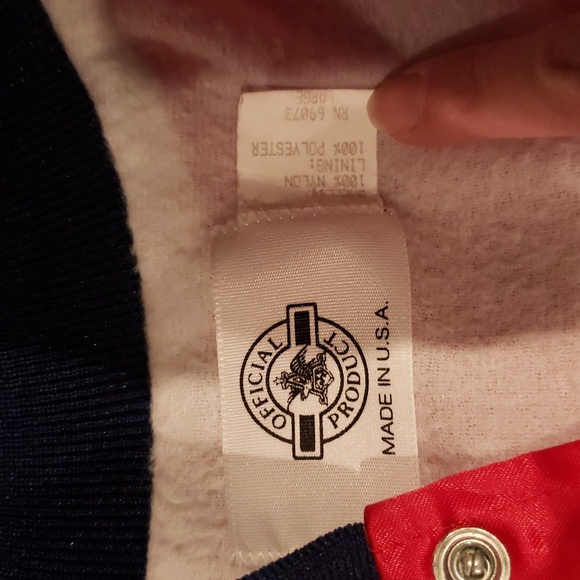 LARGE
RN 69073
100% POLYESTER
LINING:
100% NYLON
OFFICIAL
PRODUCT
MADE IN U.S.A.